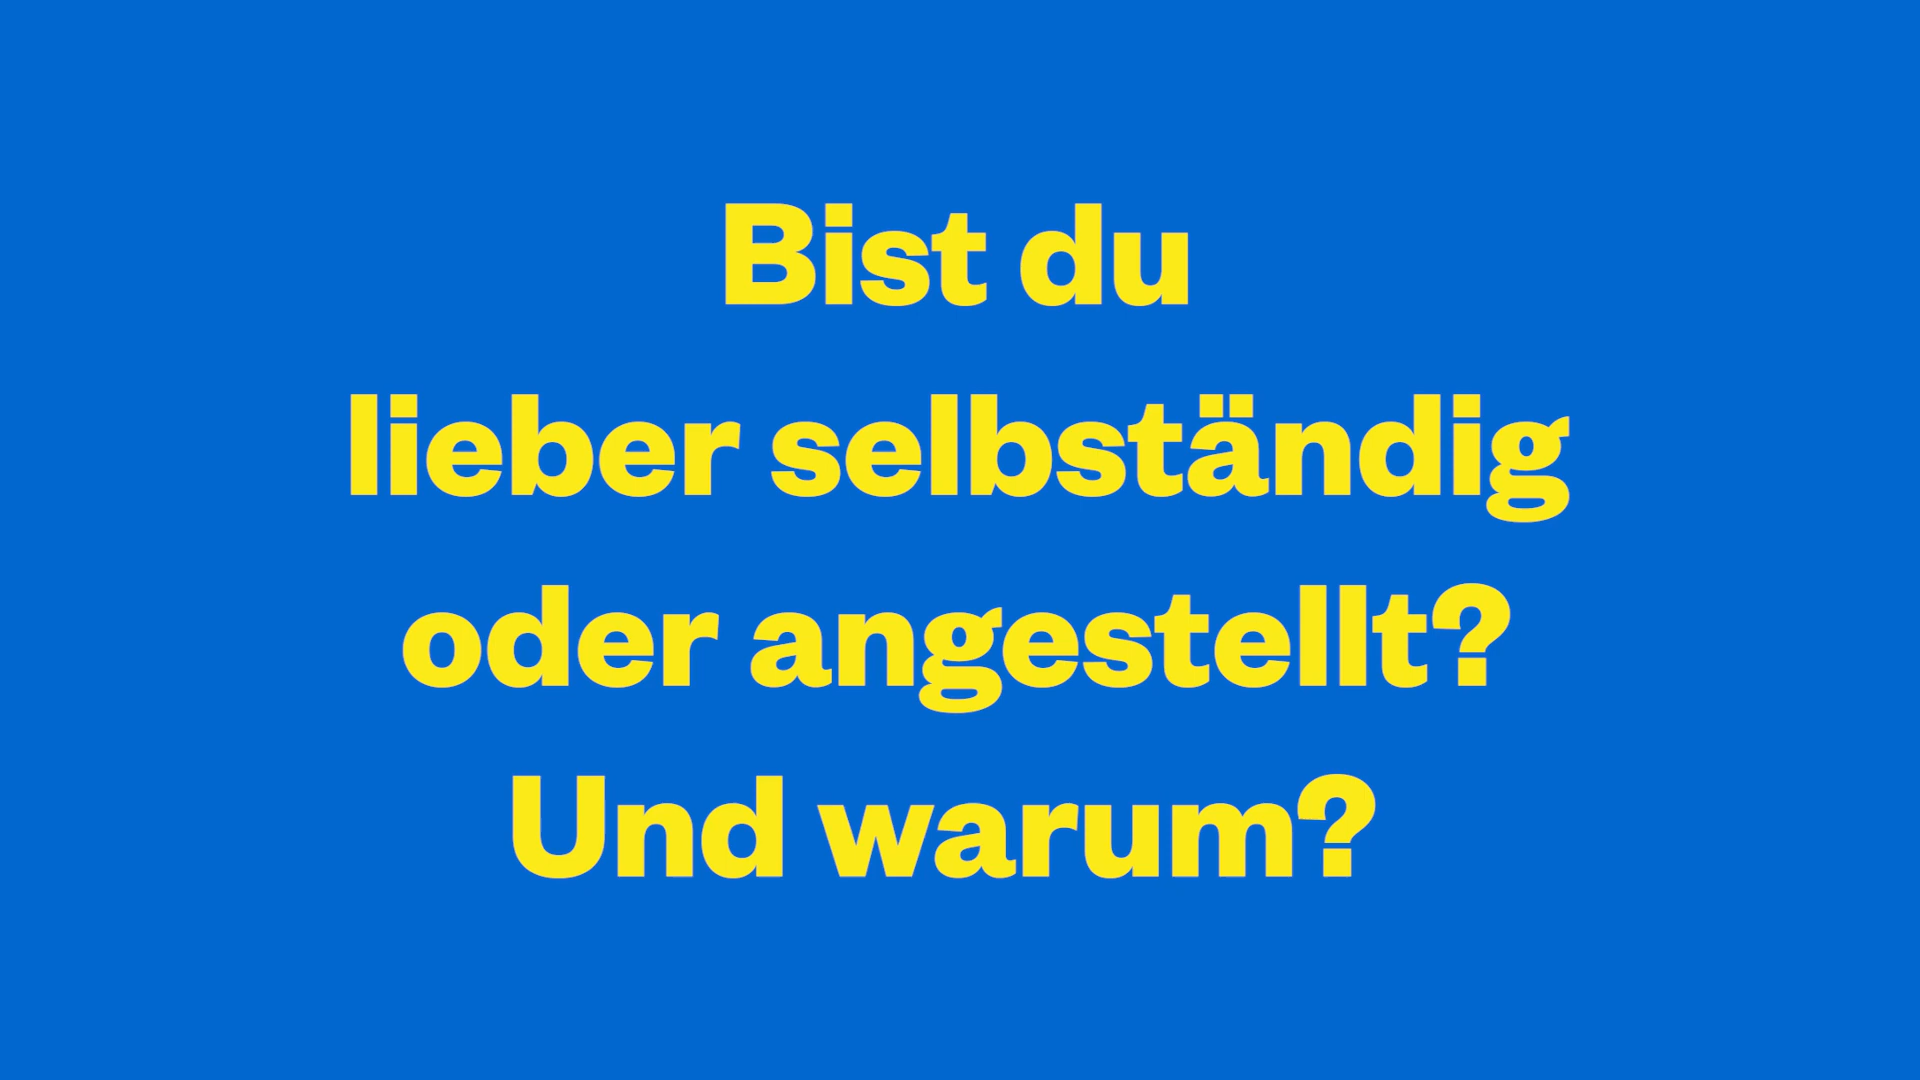 Bist du
lieber selbständig
oder angestellt?
Und warum?